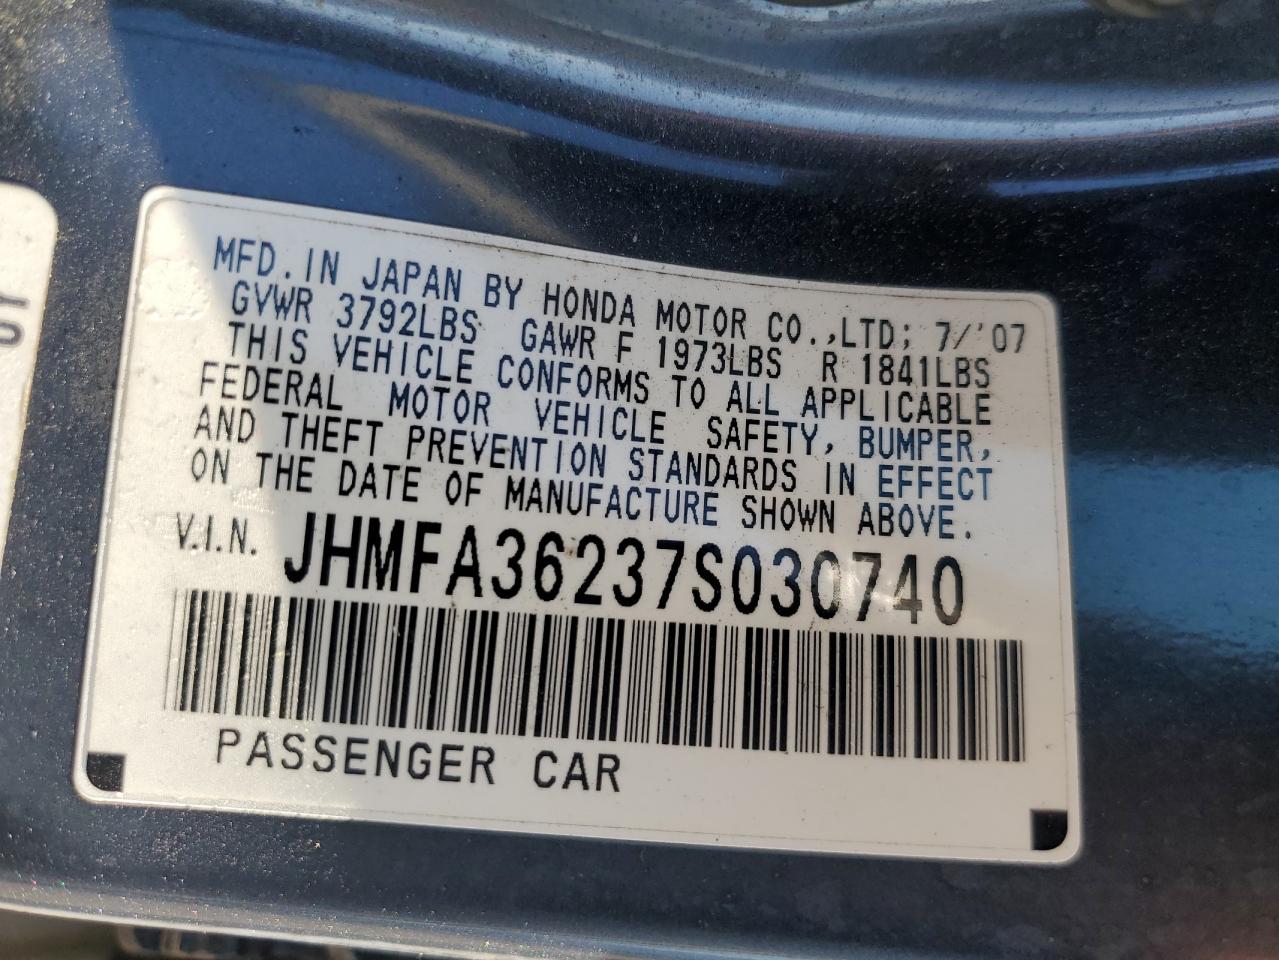 MFD. IN JAPAN BY HONDA MOTOR CO.,LTD; 7/'07
GVWR 3792LBS GAWR F 1973LBS R 1841LBS
THIS VEHICLE CONFORMS TO ALL APPLICABLE
FEDERAL MOTOR VEHICLE SAFETY, BUMPER,
AND THEFT PREVENTION STANDARDS IN EFFECT
ON THE DATE OF MANUFACTURE SHOWN ABOVE.
V.I.N. JHMFA36237S030740
PASSENGER CAR